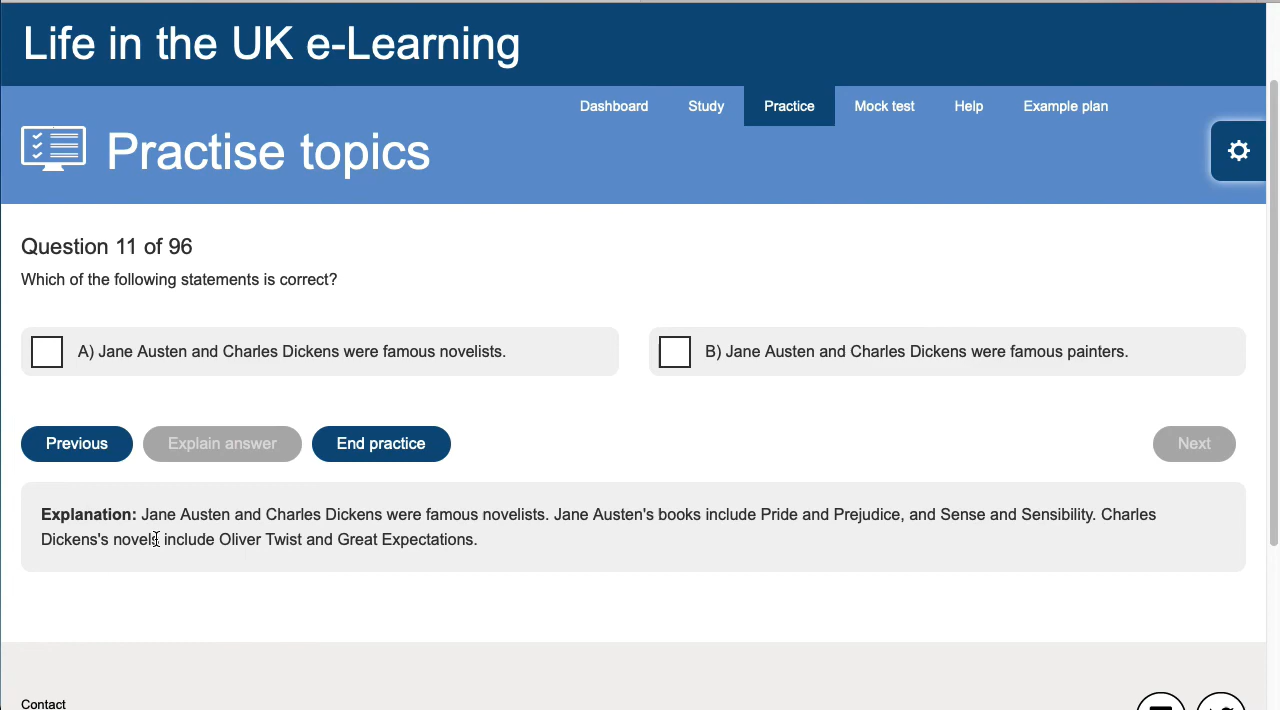 Life in the UK e-Learning
Dashboard Study Practice Mock test Help Example plan
Practise topics
Question 11 of 96
Which of the following statements is correct?
A) Jane Austen and Charles Dickens were famous novelists.
B) Jane Austen and Charles Dickens were famous painters.
Previous Explain answer End practice Next
Explanation: Jane Austen and Charles Dickens were famous novelists. Jane Austen's books include Pride and Prejudice, and Sense and Sensibility. Charles
Dickens's novels include Oliver Twist and Great Expectations.
Contact